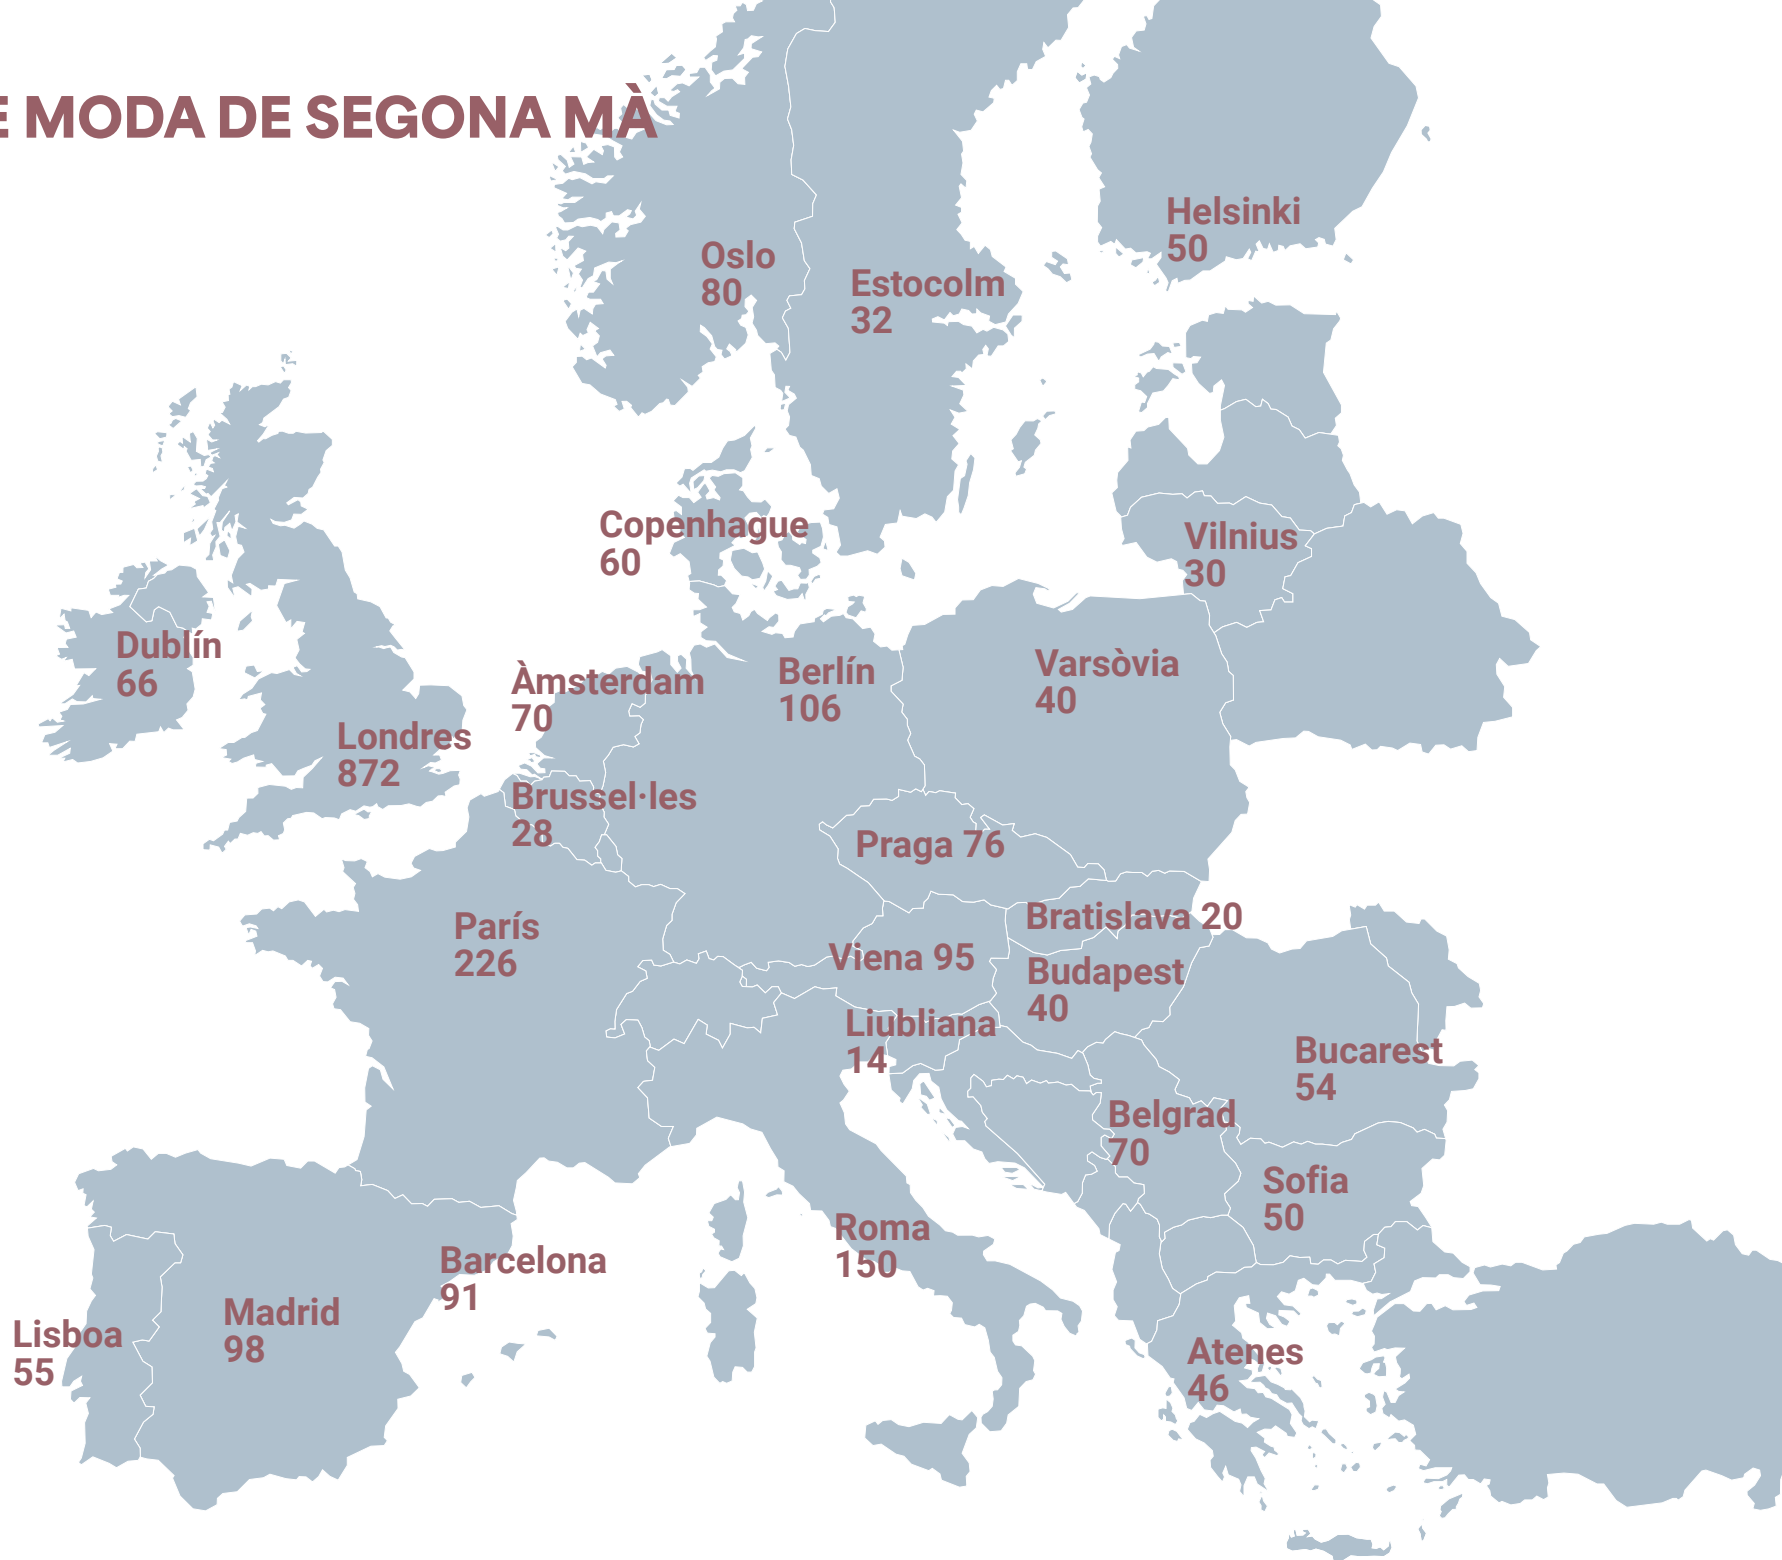 E MODA DE SEGONA MÀ
Helsinki
50
Oslo
80
Estocolm
32
Copenhague
60
Vilnius
30
Dublín
66
Àmsterdam
70
Berlín
106
Varsòvia
40
Londres
872
Brussel·les
28
Praga 76
París
226
Bratislava 20
Viena 95
Budapest
40
Liubliana
14
Bucarest
54
Belgrad
70
Sofia
50
Roma
150
Barcelona
91
Madrid
98
Lisboa
55
Atenes
46